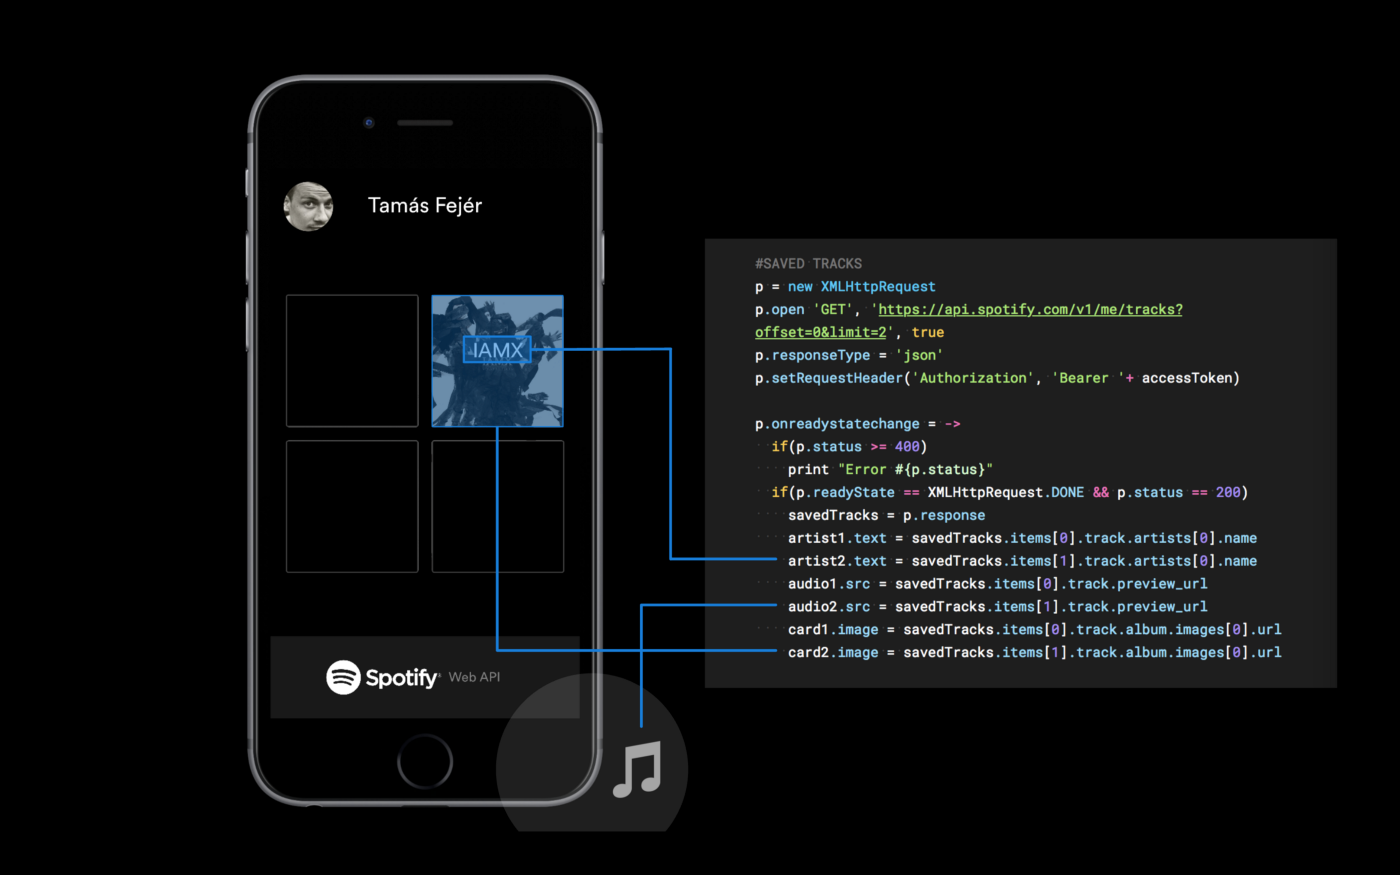 Tamás Fejér
IAMX
Spotify® Web API
#SAVED TRACKS
p = new XMLHttpRequest
p.open 'GET', 'https://api.spotify.com/v1/me/tracks?
offset=0&limit=2', true
p.responseType = 'json'
p.setRequestHeader('Authorization', 'Bearer '+ accessToken)
p.onreadystatechange = ->
if(p.status >= 400)
print "Error #{p.status}"
if(p.readyState == XMLHttpRequest.DONE && p.status == 200)
savedTracks = p.response
artist1.text = savedTracks.items[0].track.artists[0].name
artist2.text = savedTracks.items[1].track.artists[0].name
audio1.src = savedTracks.items[0].track.preview_url
audio2.src = savedTracks.items[1].track.preview_url
card1.image = savedTracks.items[0].track.album.images[0].url
card2.image = savedTracks.items[1].track.album.images[0].url